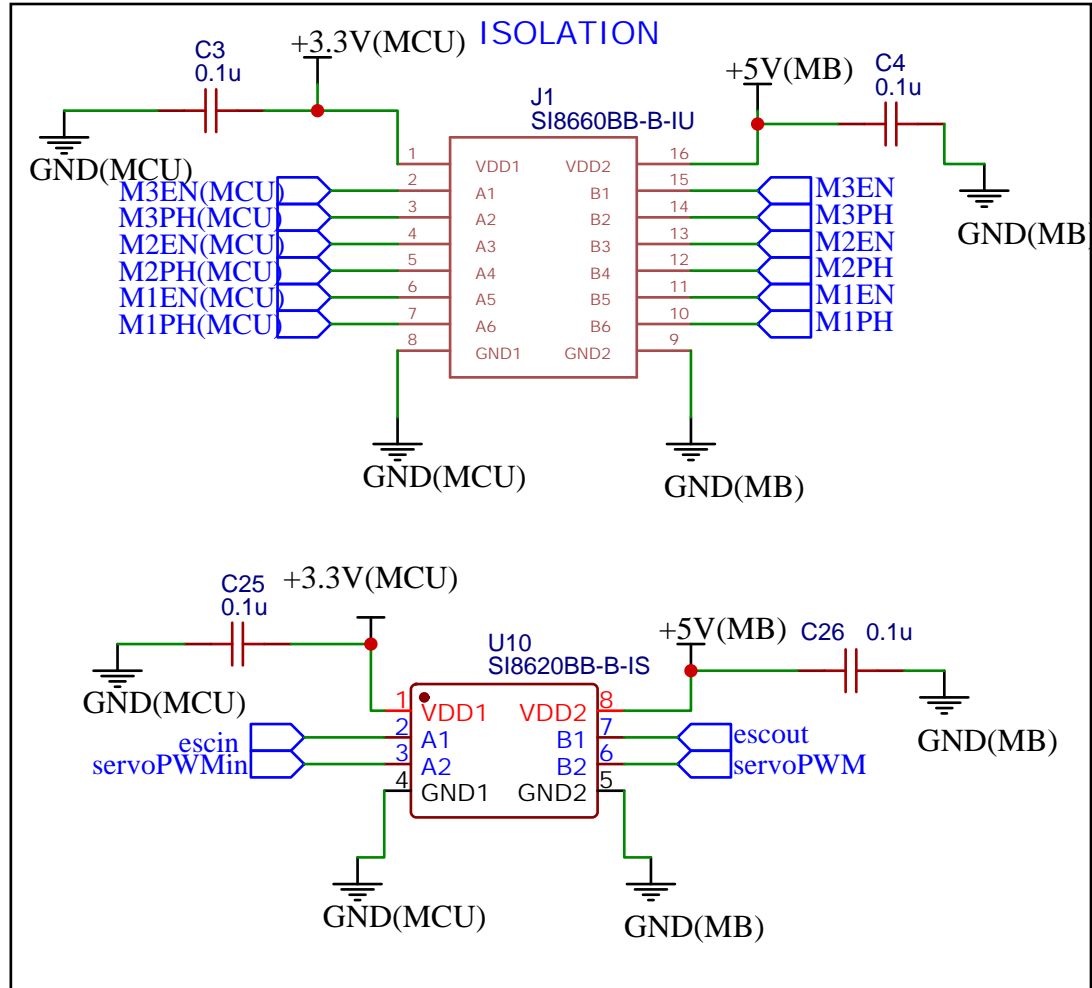 ISOLATION
+3.3V(MCU)
C3
0.1u
GND(MCU)
+5V(MB)
C4
0.1u
GND(MB)
J1
SI8660BB-B-IU
1 VDD1 VDD2 16
M3EN(MCU) 2 A1 B1 15 M3EN
M3PH(MCU) 3 A2 B2 14 M3PH
M2EN(MCU) 4 A3 B3 13 M2EN
M2PH(MCU) 5 A4 B4 12 M2PH
M1EN(MCU) 6 A5 B5 11 M1EN
M1PH(MCU) 7 A6 B6 10 M1PH
8 GND1 GND2 9
GND(MCU)
GND(MB)
+3.3V(MCU)
C25
0.1u
GND(MCU)
+5V(MB)
C26 0.1u
GND(MB)
U10
SI8620BB-B-IS
1 VDD1 VDD2 8
escin 2 A1 B1 7 escout
servoPWMin 3 A2 B2 6 servoPWM
4 GND1 GND2 5
GND(MCU)
GND(MB)